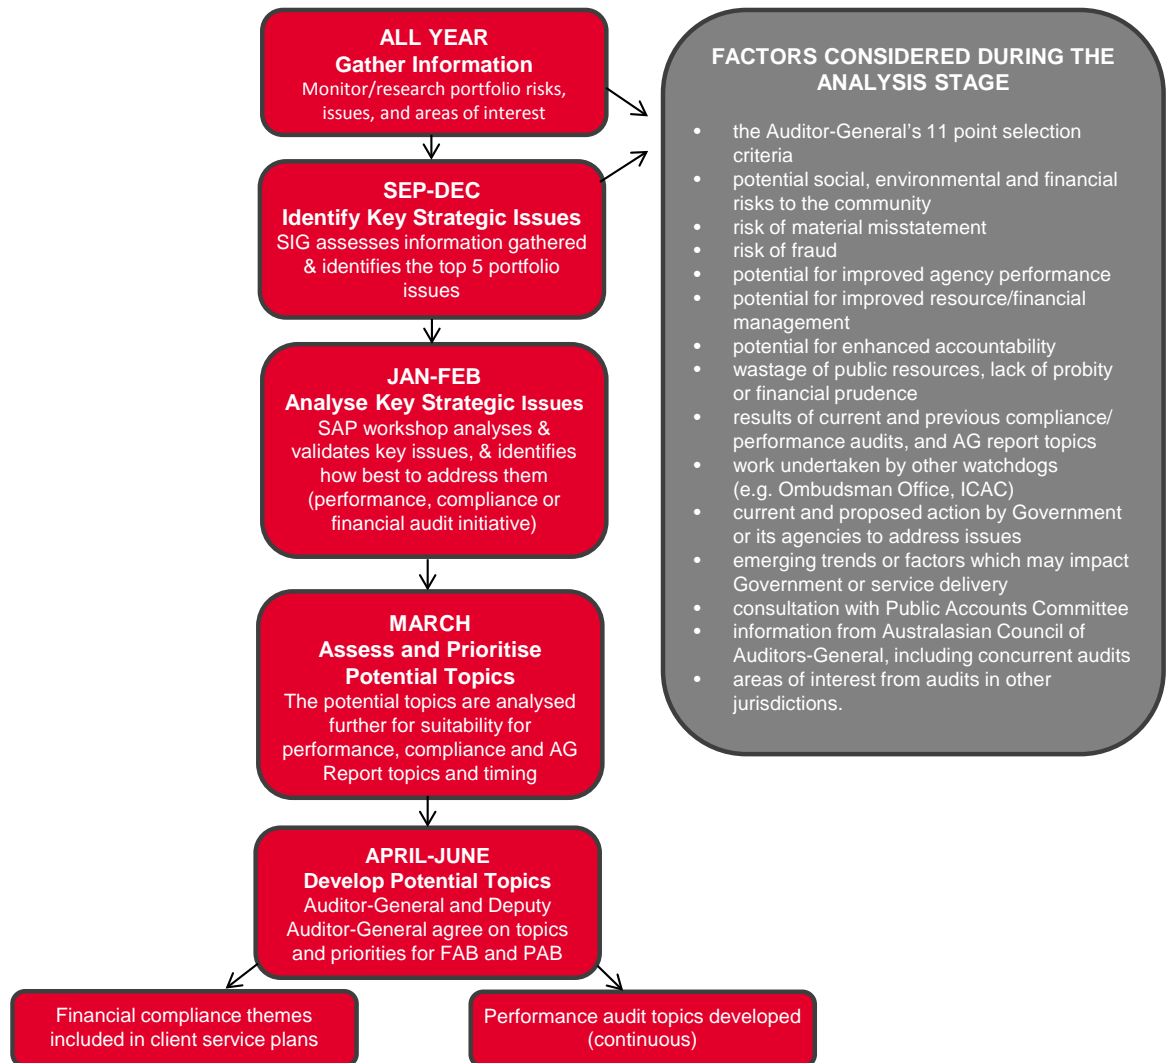 ALL YEAR
Gather Information
Monitor/research portfolio risks,
issues, and areas of interest
SEP-DEC
Identify Key Strategic Issues
SIG assesses information gathered
& identifies the top 5 portfolio
issues
JAN-FEB
Analyse Key Strategic Issues
SAP workshop analyses &
validates key issues, & identifies
how best to address them
(performance, compliance or
financial audit initiative)
MARCH
Assess and Prioritise
Potential Topics
The potential topics are analysed
further for suitability for
performance, compliance and AG
Report topics and timing
APRIL-JUNE
Develop Potential Topics
Auditor-General and Deputy
Auditor-General agree on topics
and priorities for FAB and PAB
Financial compliance themes
included in client service plans
Performance audit topics developed
(continuous)
FACTORS CONSIDERED DURING THE
ANALYSIS STAGE
• the Auditor-General’s 11 point selection
criteria
• potential social, environmental and financial
risks to the community
• risk of material misstatement
• risk of fraud
• potential for improved agency performance
• potential for improved resource/financial
management
• potential for enhanced accountability
• wastage of public resources, lack of probity
or financial prudence
• results of current and previous compliance/
performance audits, and AG report topics
• work undertaken by other watchdogs
(e.g. Ombudsman Office, ICAC)
• current and proposed action by Government
or its agencies to address issues
• emerging trends or factors which may impact
Government or service delivery
• consultation with Public Accounts Committee
• information from Australasian Council of
Auditors-General, including concurrent audits
• areas of interest from audits in other
jurisdictions.